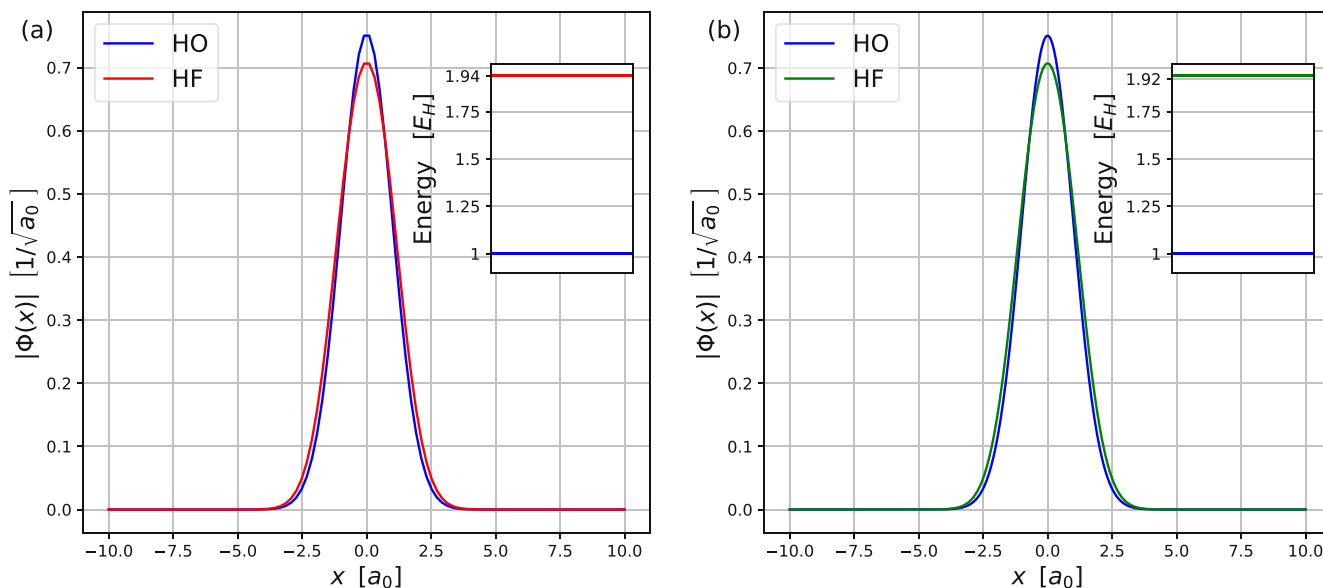 (a)
HO
HF
|Φ(x)| [1/√a₀]
0.7
0.6
0.5
0.4
0.3
0.2
0.1
0.0
−10.0 −7.5 −5.0 −2.5 0.0 2.5 5.0 7.5 10.0
x [a₀]
Energy [E_H]
1.94
1.75
1.5
1.25
1
(b)
HO
HF
|Φ(x)| [1/√a₀]
0.7
0.6
0.5
0.4
0.3
0.2
0.1
0.0
−10.0 −7.5 −5.0 −2.5 0.0 2.5 5.0 7.5 10.0
x [a₀]
Energy [E_H]
1.92
1.75
1.5
1.25
1